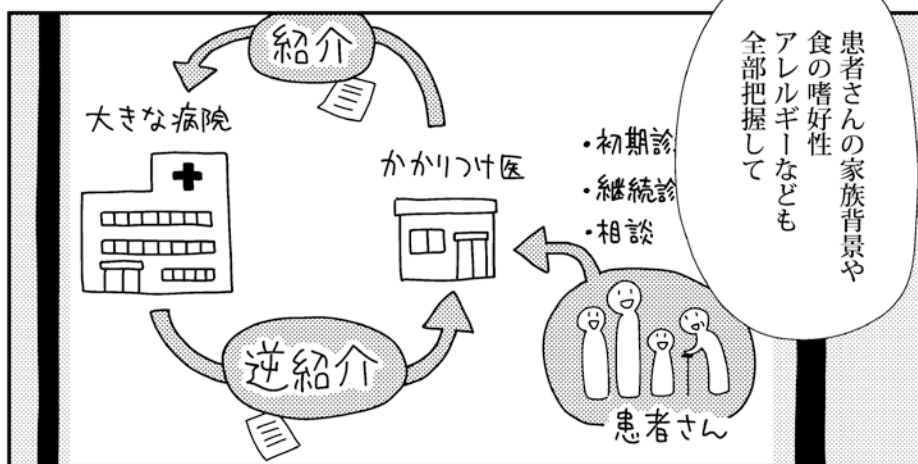 患者さんの家族背景や
食の嗜好性
アレルギーなども
全部把握して
紹介
大きな病院
かかりつけ医
・初期診
・継続診
・相談
逆紹介
患者さん